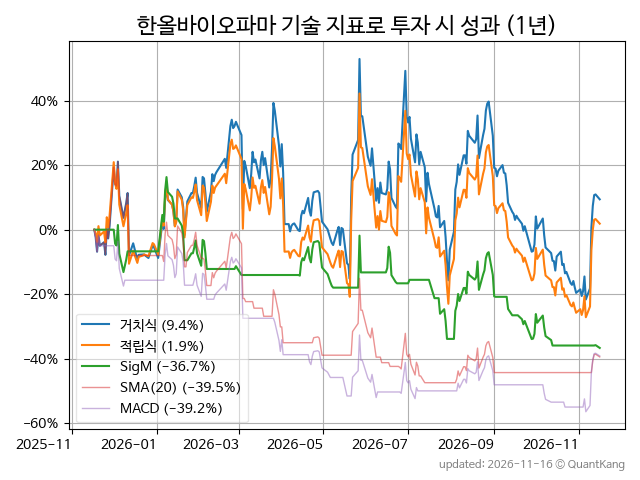 한올바이오파마 기술 지표로 투자 시 성과 (1년)
40%
20%
0%
−20%
−40%
−60%
거치식 (9.4%)
적립식 (1.9%)
SigM (−36.7%)
SMA(20) (−39.5%)
MACD (−39.2%)
2025-11 2026-01 2026-03 2026-05 2026-07 2026-09 2026-11
updated: 2026-11-16 © QuantKang